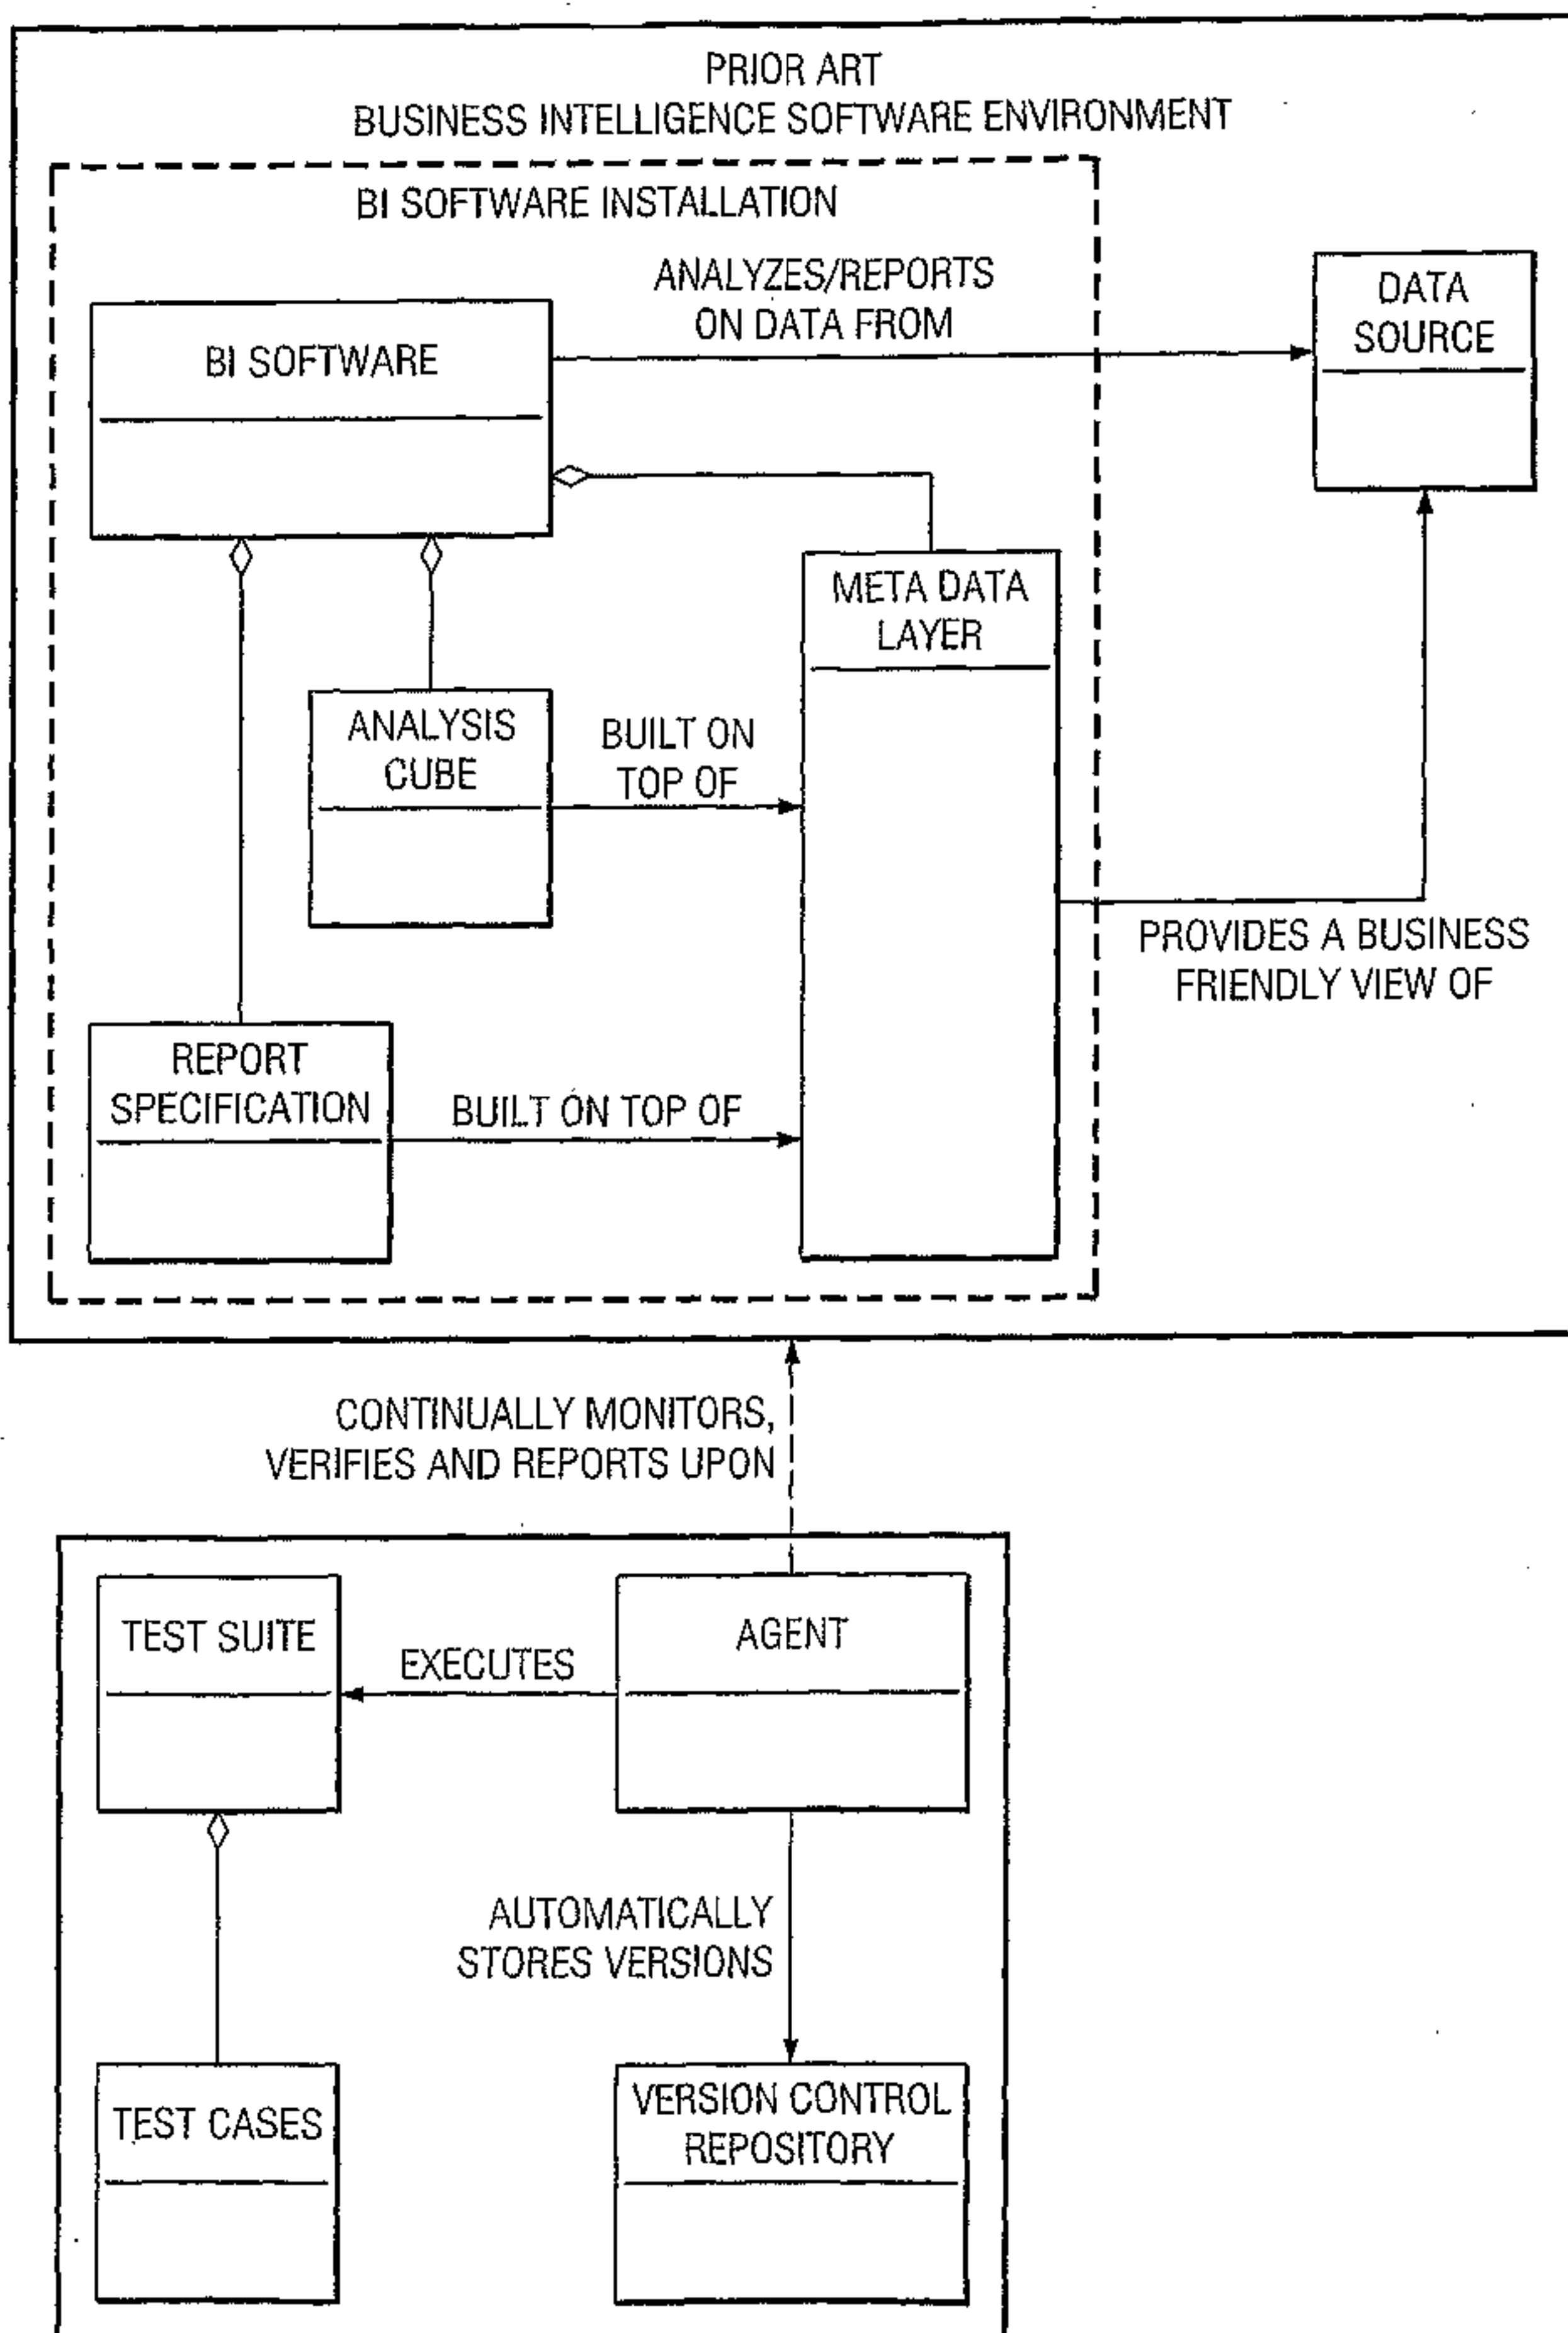 PRIOR ART
BUSINESS INTELLIGENCE SOFTWARE ENVIRONMENT
BI SOFTWARE INSTALLATION
ANALYZES/REPORTS
ON DATA FROM
DATA
SOURCE
BI SOFTWARE
META DATA
LAYER
ANALYSIS
CUBE
BUILT ON
TOP OF
PROVIDES A BUSINESS
FRIENDLY VIEW OF
REPORT
SPECIFICATION
BUILT ON TOP OF
CONTINUALLY MONITORS,
VERIFIES AND REPORTS UPON
TEST SUITE
EXECUTES
AGENT
AUTOMATICALLY
STORES VERSIONS
TEST CASES
VERSION CONTROL
REPOSITORY